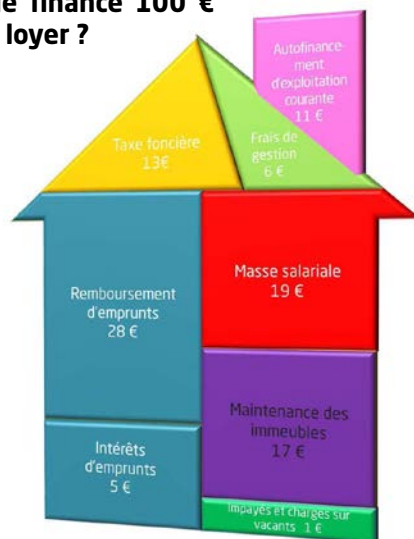 finance 100 €
loyer ?
Autofinance-
ment
d'exploitation
courante
11 €
Taxe foncière
13€
Frais de
gestion
6 €
Remboursement
d'emprunts
28 €
Masse salariale
19 €
Maintenance des
immeubles
17 €
Intérêts
d'emprunts
5 €
Impayés et charges sur
vacants 1 €